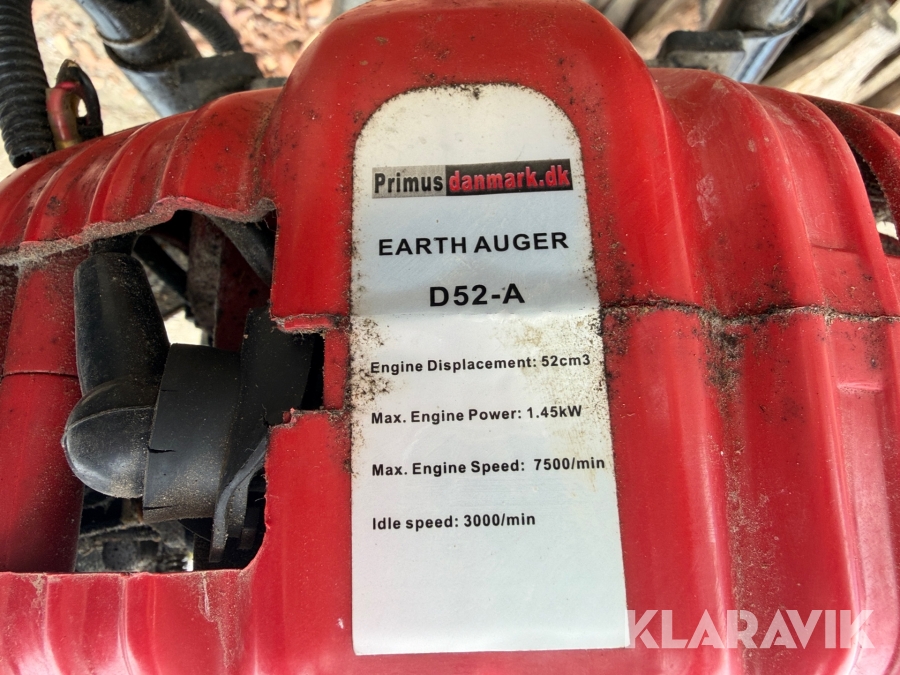 Primus danmark.dk
EARTH AUGER
D52-A
Engine Displacement: 52cm3
Max. Engine Power: 1.45kW
Max. Engine Speed: 7500/min
Idle speed: 3000/min
KLARAVIK